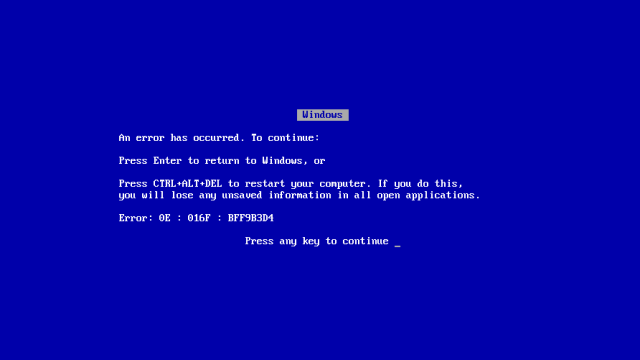 Windows
An error has occurred. To continue:
Press Enter to return to Windows, or
Press CTRL+ALT+DEL to restart your computer. If you do this,
you will lose any unsaved information in all open applications.
Error: 0E : 016F : BFF9B3D4
Press any key to continue _